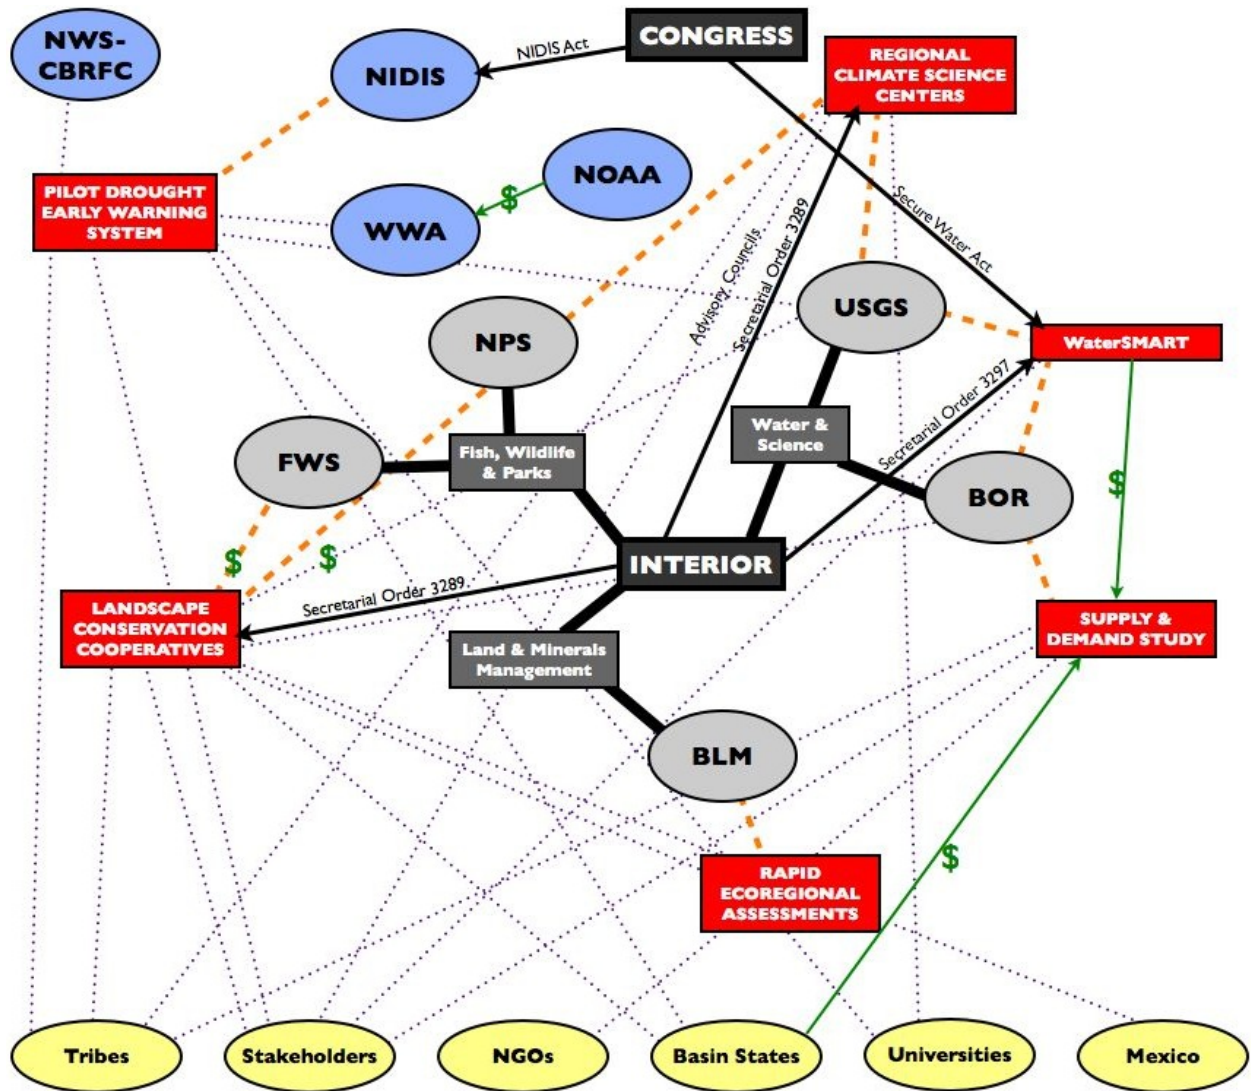 NWS-
CBRFC
NIDIS
NIDIS Act
CONGRESS
REGIONAL
CLIMATE SCIENCE
CENTERS
PILOT DROUGHT
EARLY WARNING
SYSTEM
WWA
$
NOAA
Advisory Councils
Secretarial Order 3289
Secure Water Act
USGS
NPS
WaterSMART
Secretarial Order 3297
Water &
Science
FWS
Fish, Wildlife
& Parks
BOR
$
$
$
INTERIOR
Secretarial Order 3289
LANDSCAPE
CONSERVATION
COOPERATIVES
SUPPLY &
DEMAND STUDY
Land & Minerals
Management
BLM
$
RAPID
ECOREGIONAL
ASSESSMENTS
Tribes
Stakeholders
NGOs
Basin States
Universities
Mexico